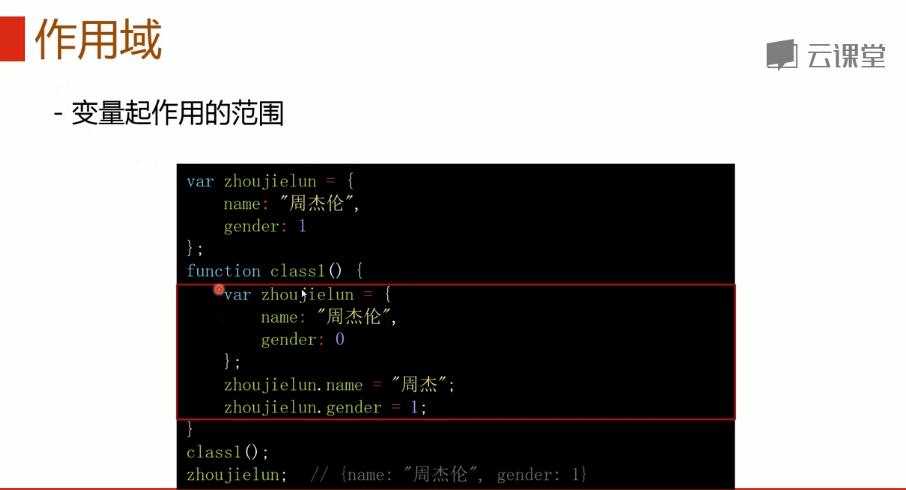 作用域
云课堂
- 变量起作用的范围
var zhoujielun = {
    name: "周杰伦",
    gender: 1
};
function class1() {
    var zhoujielun = {
        name: "周杰伦",
        gender: 0
    };
    zhoujielun.name = "周杰";
    zhoujielun.gender = 1;
}
class1();
zhoujielun;  // {name: "周杰伦", gender: 1}